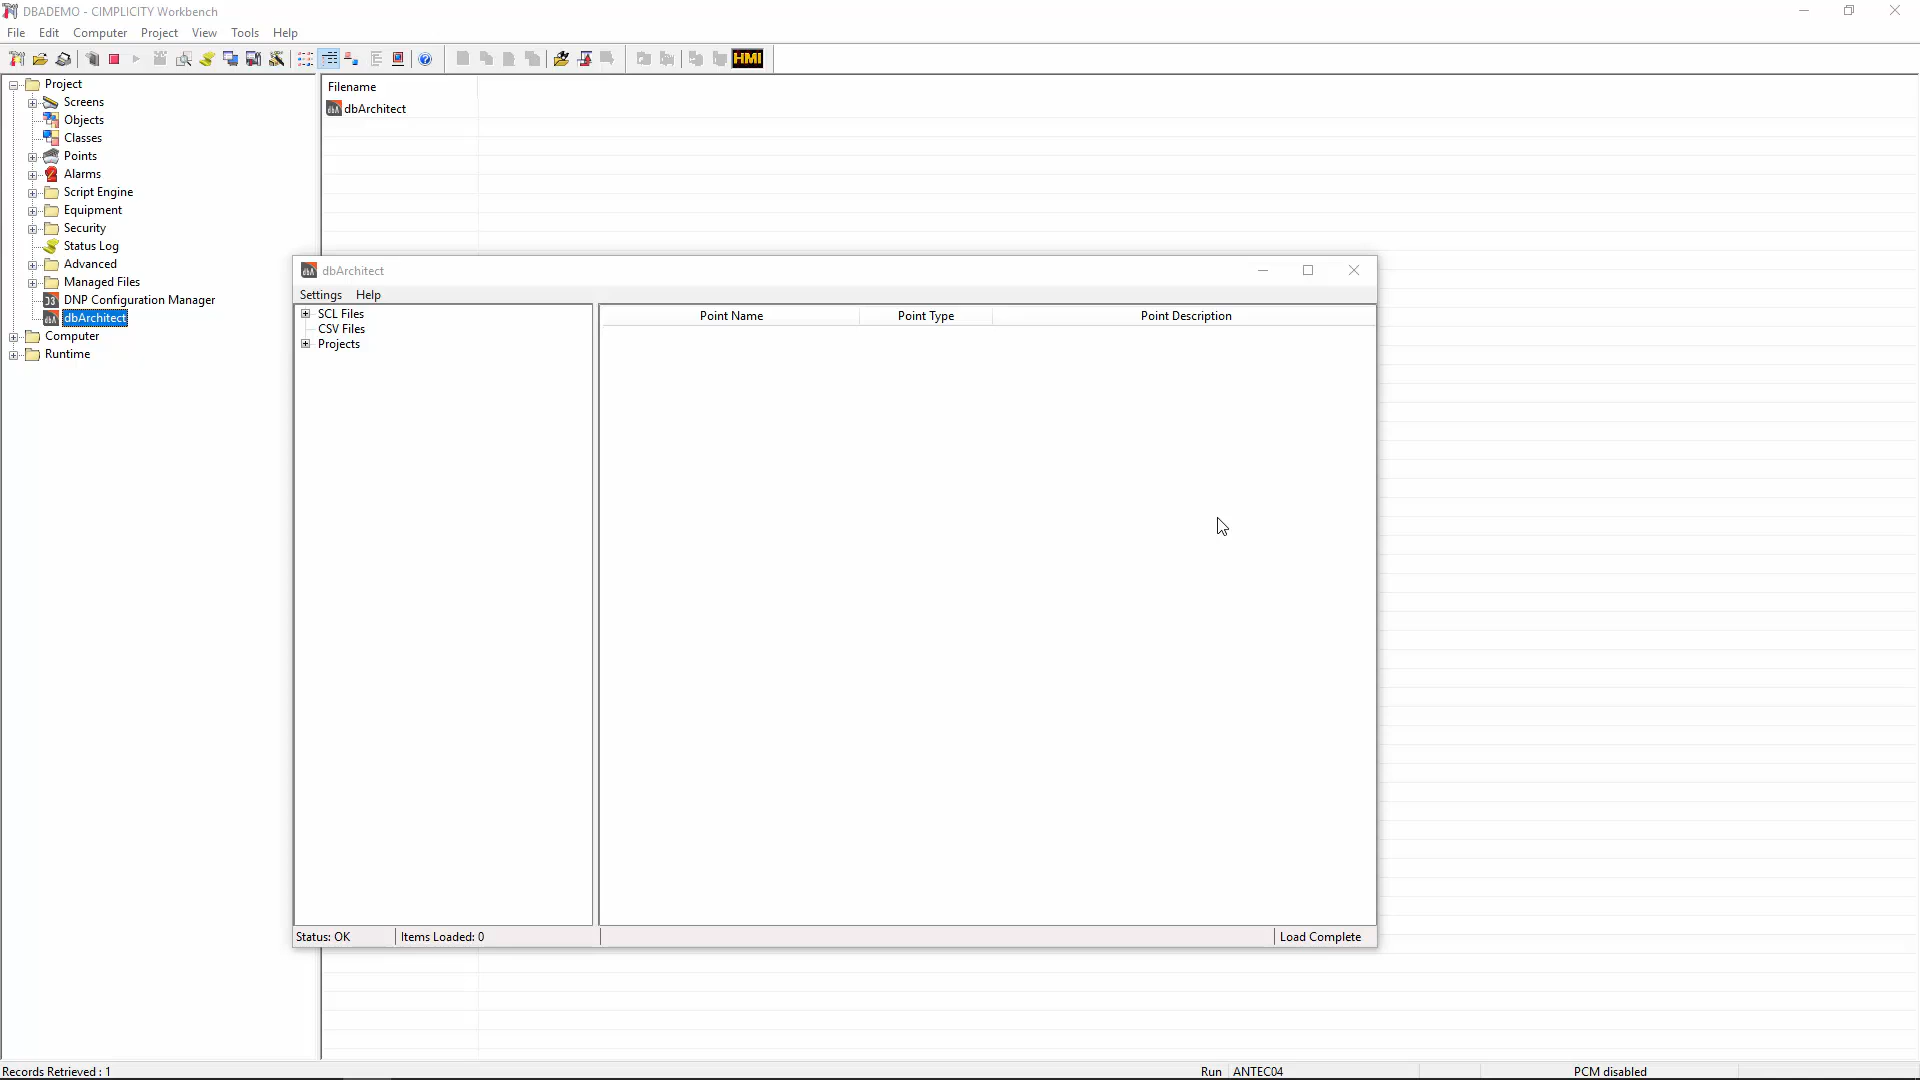 DBADEMO - CIMPLICITY Workbench
File Edit Computer Project View Tools Help
HMI
Project
Screens
Objects
Classes
Points
Alarms
Script Engine
Equipment
Security
Status Log
Advanced
Managed Files
DNP Configuration Manager
dbArchitect
Computer
Runtime
Filename
dbArchitect
dbArchitect
Settings Help
SCL Files
CSV Files
Projects
Point Name Point Type Point Description
Status: OK Items Loaded: 0 Load Complete
Records Retrieved : 1 Run ANTEC04 PCM disabled